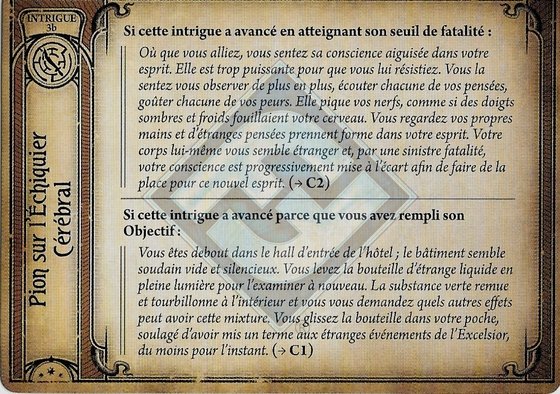 INTRIGUE
3b
Pion sur l'Échiquier
Cérébral
Si cette intrigue a avancé en atteignant son seuil de fatalité :
Où que vous alliez, vous sentez sa conscience aiguisée dans votre
esprit. Elle est trop puissante pour que vous lui résistiez. Vous la
sentez vous observer de plus en plus, écouter chacune de vos pensées,
goûter chacune de vos peurs. Elle pique vos nerfs, comme si des doigts
sombres et froids fouillaient votre cerveau. Vous regardez vos propres
mains et d'étranges pensées prennent forme dans votre esprit. Votre
corps lui-même vous semble étranger et, par une sinistre fatalité,
votre conscience est progressivement mise à l'écart afin de faire de la
place pour ce nouvel esprit. (→ C2)
Si cette intrigue a avancé parce que vous avez rempli son
Objectif :
Vous êtes debout dans le hall d'entrée de l'hôtel ; le bâtiment semble
soudain vide et silencieux. Vous levez la bouteille d'étrange liquide en
pleine lumière pour l'examiner à nouveau. La substance verte remue
et tourbillonne à l'intérieur et vous vous demandez quels autres effets
peut avoir cette mixture. Vous glissez la bouteille dans votre poche,
soulagé d'avoir mis un terme aux étranges événements de l'Excelsior,
du moins pour l'instant. (→ C1)